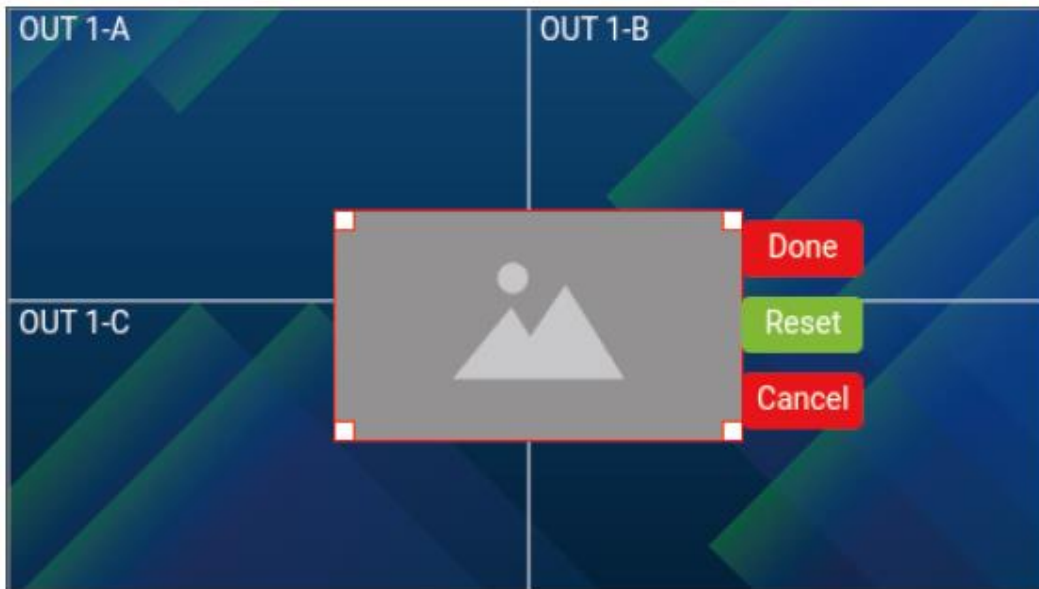 OUT 1-A
OUT 1-B
Done
OUT 1-C
Reset
Cancel